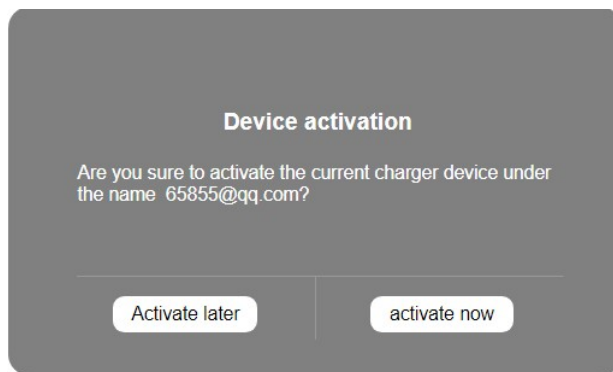 Device activation
Are you sure to activate the current charger device under
the name  65855@qq.com?
Activate later
activate now